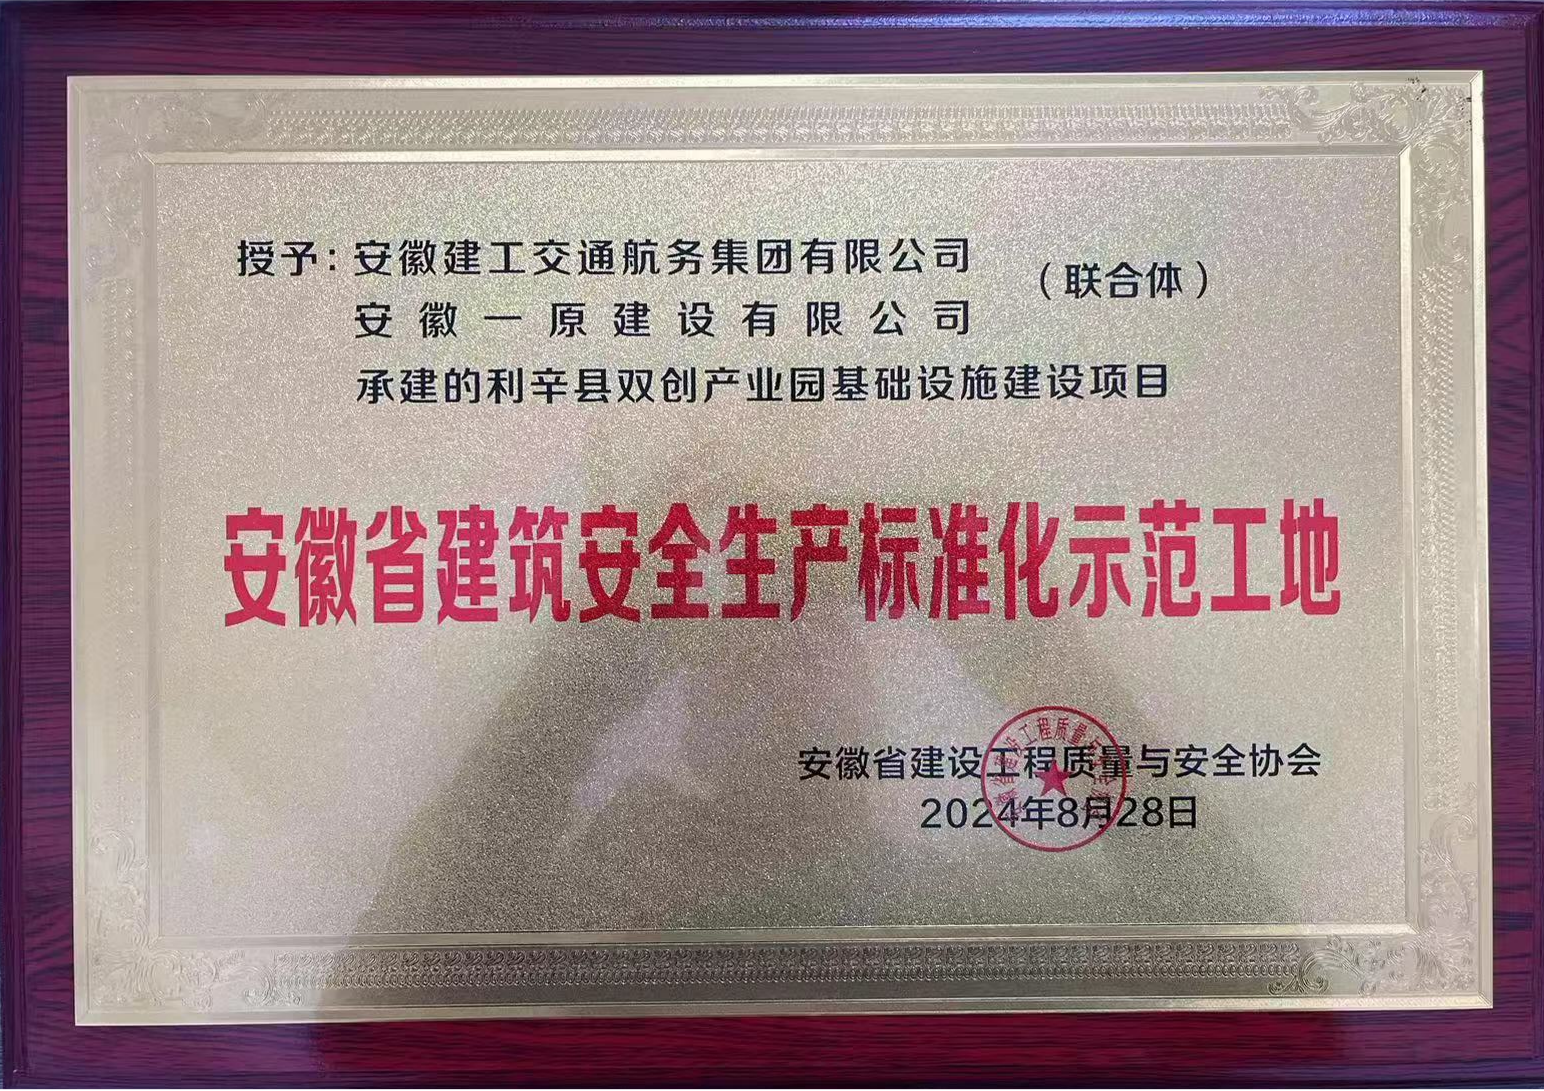 授予：安徽建工交通航务集团有限公司
安徽一原建设有限公司
（联合体）
承建的利辛县双创产业园基础设施建设项目
安徽省建筑安全生产标准化示范工地
安徽省建设工程质量与安全协会
2024年8月28日
工程质量